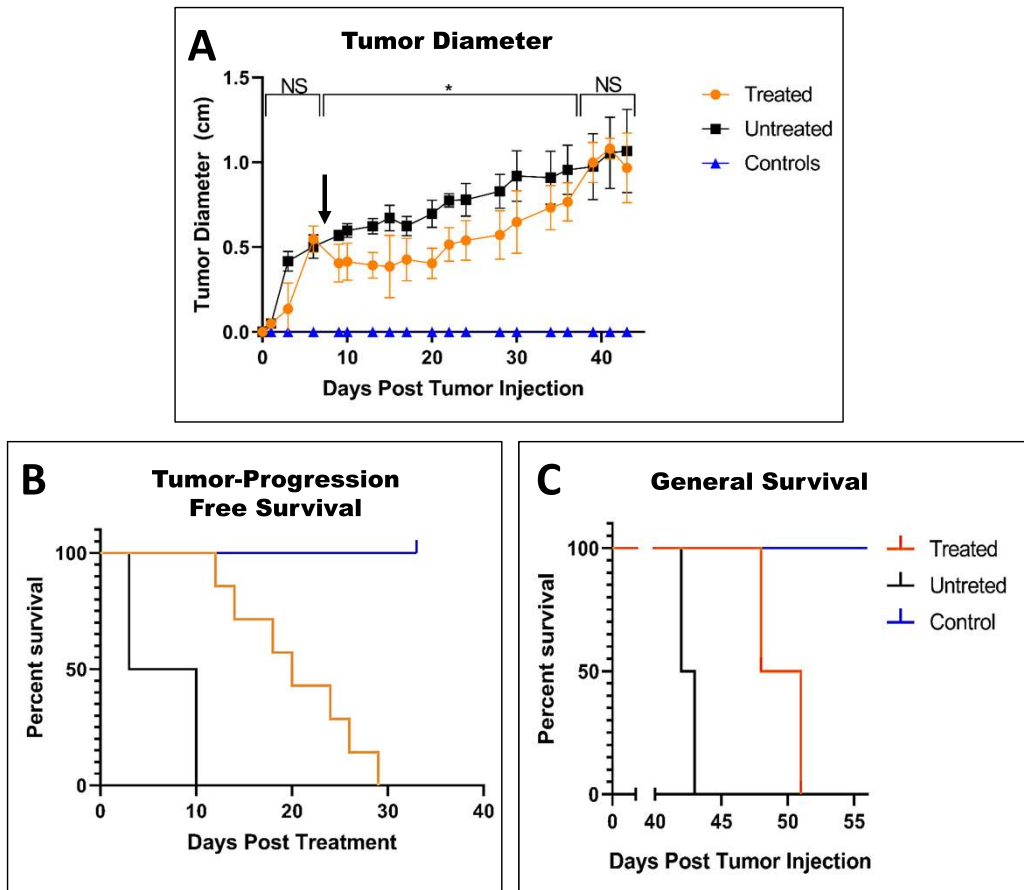 A
Tumor Diameter
NS
*
NS
1.5
1.0
0.5
0.0
Tumor Diameter (cm)
0
10
20
30
40
Days Post Tumor Injection
Treated
Untreated
Controls
B
Tumor-Progression
Free Survival
100
50
0
Percent survival
0
10
20
30
40
Days Post Treatment
C
General Survival
100
50
0
Percent survival
0
40
45
50
55
Days Post Tumor Injection
Treated
Untreted
Control